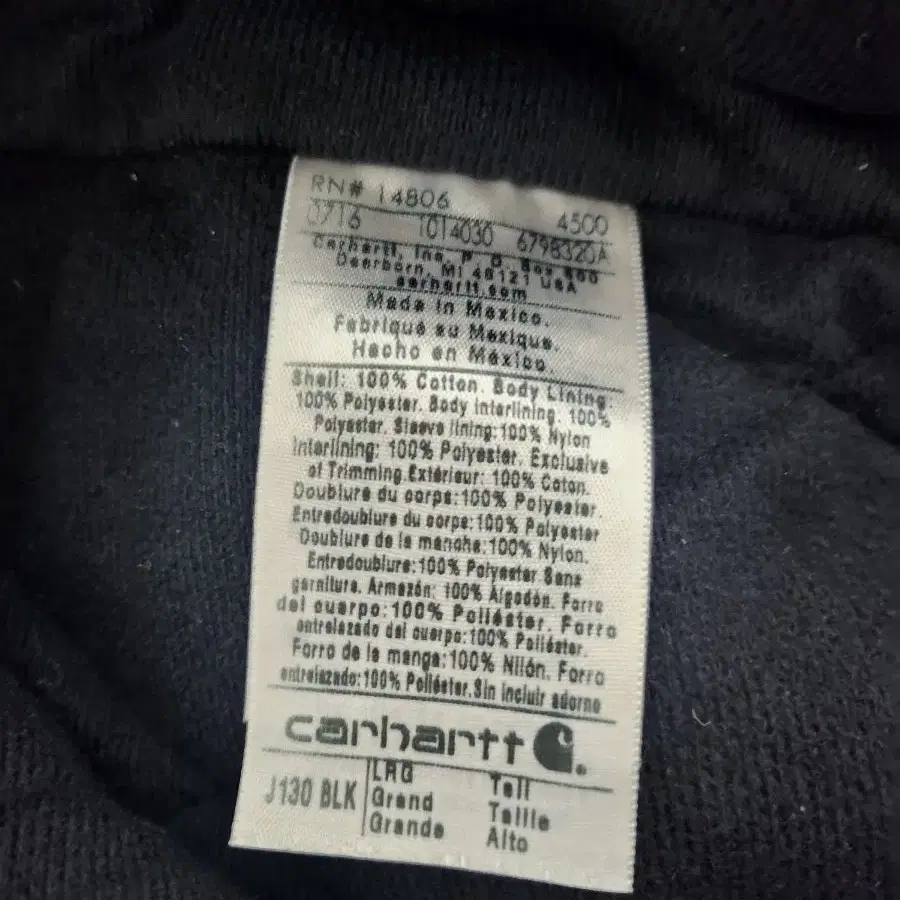 RN# 14806 4500
0716 1014030 6798320A
Carhartt, Inc. P. O. Box 600
Dearborn, MI 48121 USA
carhartt.com
Made in Mexico.
Fabriqué au Mexique.
Hecho en México.
Shell: 100% Cotton. Body Lining:
100% Polyester. Body Interlining. 100%
Polyester. Sleeve lining:100% Nylon
Interlining: 100% Polyester. Exclusive
of Trimming Extérieur: 100% Coton.
Doublure du corps:100% Polyester.
Entredoublure du corps:100% Polyester
Doublure de la manche:100% Nylon.
Entredoublure:100% Polyester Sans
garniture. Armazón: 100% Algodón. Forro
del cuerpo:100% Poliéster. Forro
entrelazado del cuerpo:100% Poliéster.
Forro de la manga:100% Nilón. Forro
entrelazado:100% Poliéster.Sin incluir adorno
carhartt
J130 BLK LRG Tall
Grand Taille
Grande Alto